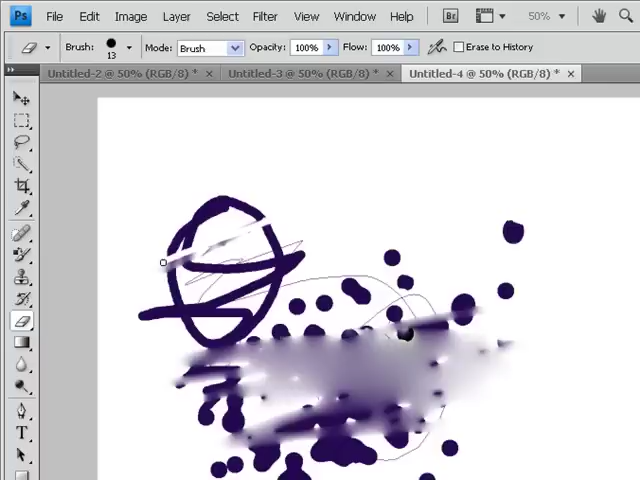 Ps File Edit Image Layer Select Filter View Window Help Br 50%
Brush: 13 Mode: Brush Opacity: 100% Flow: 100% Erase to History
Untitled-2 @ 50% (RGB/8) * × Untitled-3 @ 50% (RGB/8) * × Untitled-4 @ 50% (RGB/8) * ×
T